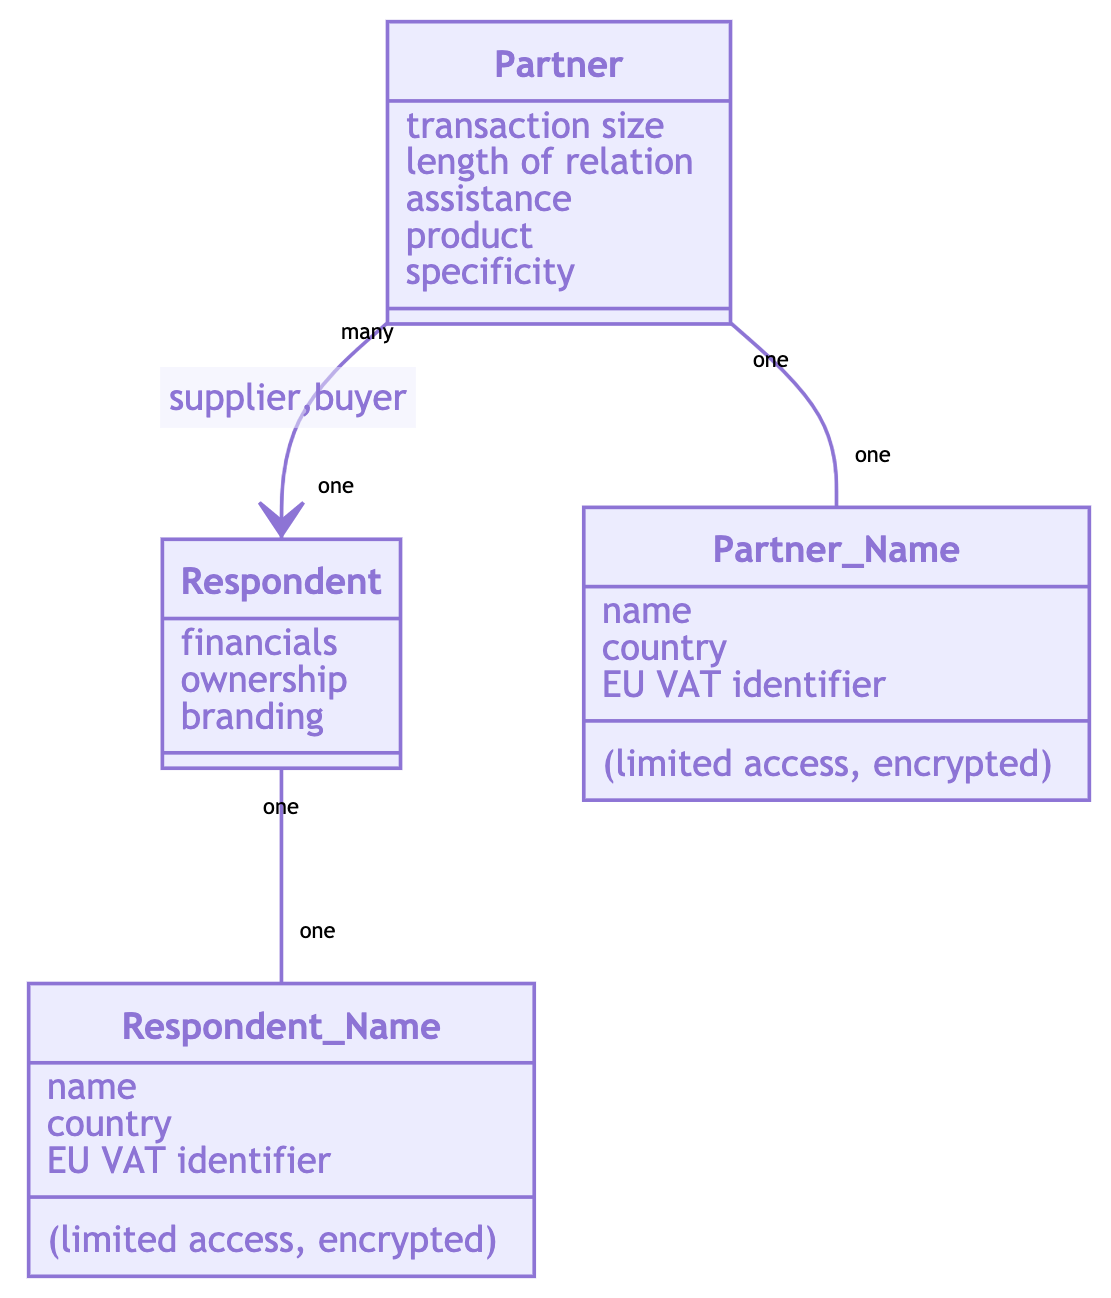 Partner
transaction size
length of relation
assistance
product
specificity
many
one
supplier,buyer
one
one
Respondent
financials
ownership
branding
Partner_Name
name
country
EU VAT identifier
(limited access, encrypted)
one
one
Respondent_Name
name
country
EU VAT identifier
(limited access, encrypted)